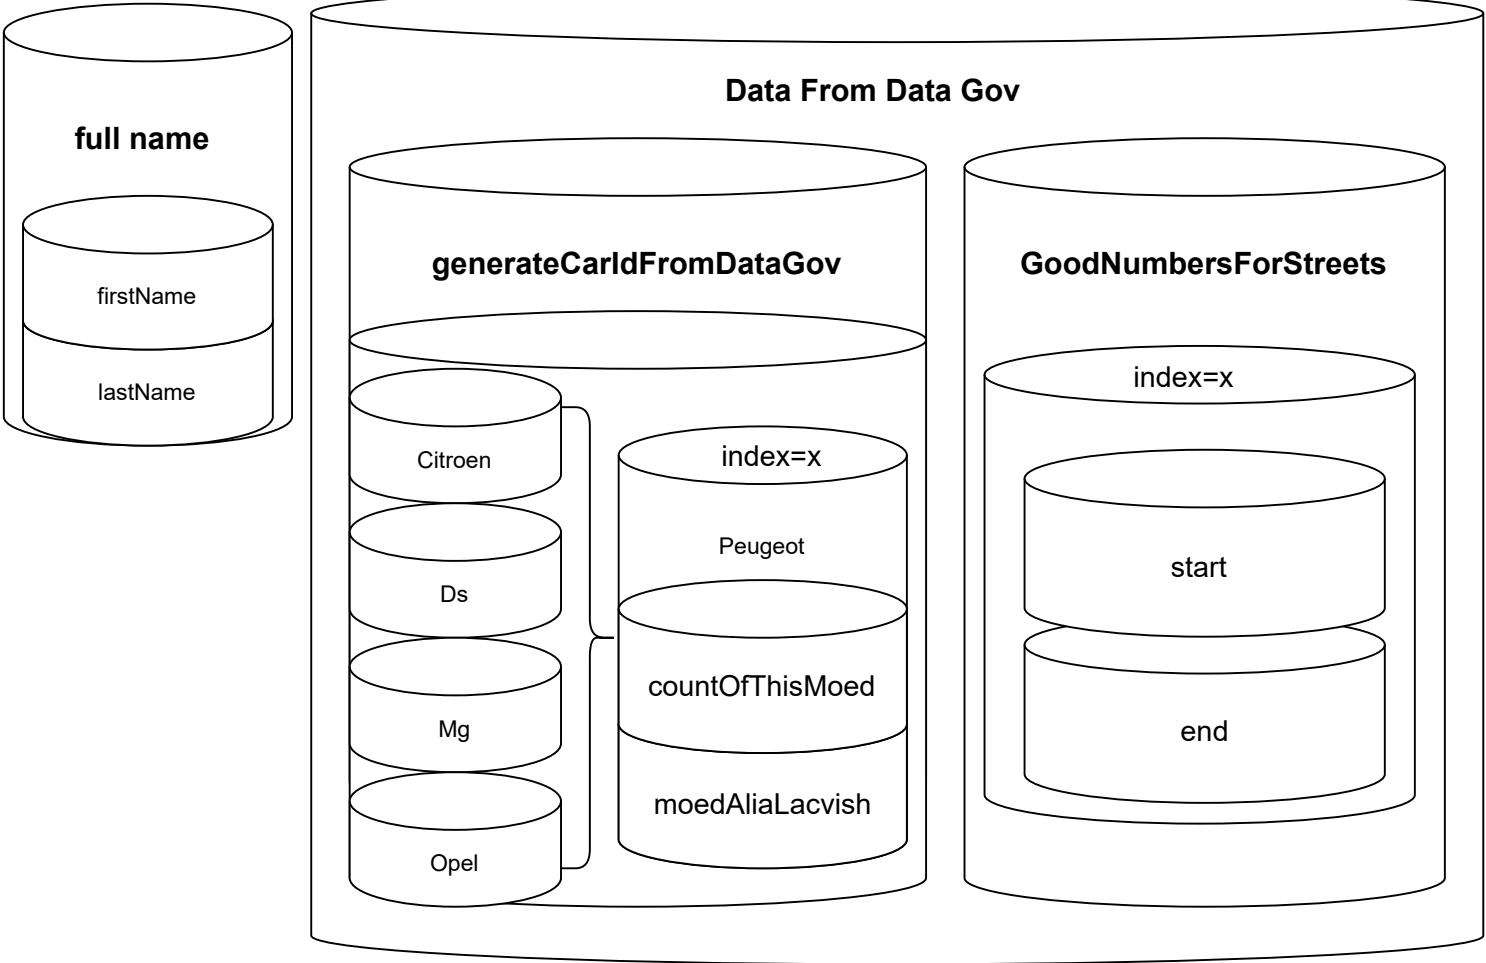 full name
firstName
lastName
Data From Data Gov
generateCarIdFromDataGov
Citroen
Ds
Mg
Opel
index=x
Peugeot
countOfThisMoed
moedAliaLacvish
GoodNumbersForStreets
index=x
start
end